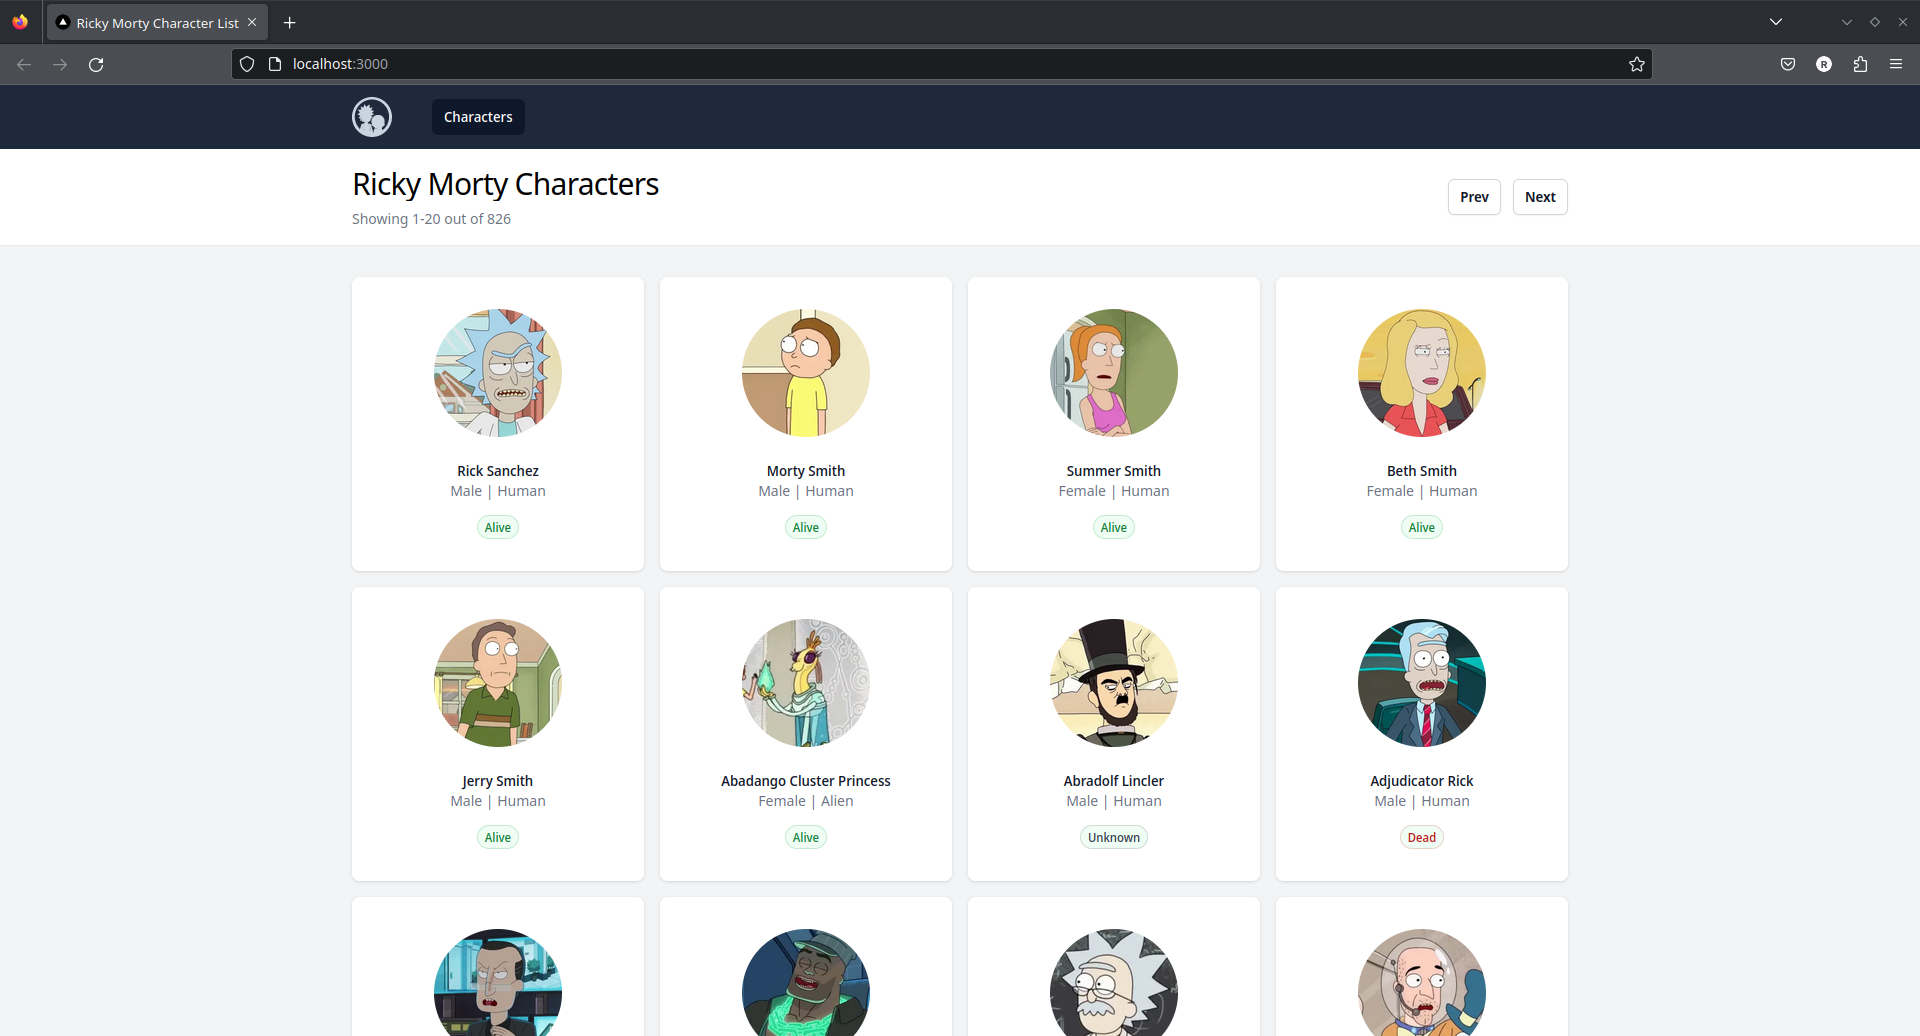 Ricky Morty Character List
localhost:3000
R
Characters
Ricky Morty Characters
Showing 1-20 out of 826
Prev Next
Rick Sanchez
Male | Human
Alive
Morty Smith
Male | Human
Alive
Summer Smith
Female | Human
Alive
Beth Smith
Female | Human
Alive
Jerry Smith
Male | Human
Alive
Abadango Cluster Princess
Female | Alien
Alive
Abradolf Lincler
Male | Human
Unknown
Adjudicator Rick
Male | Human
Dead